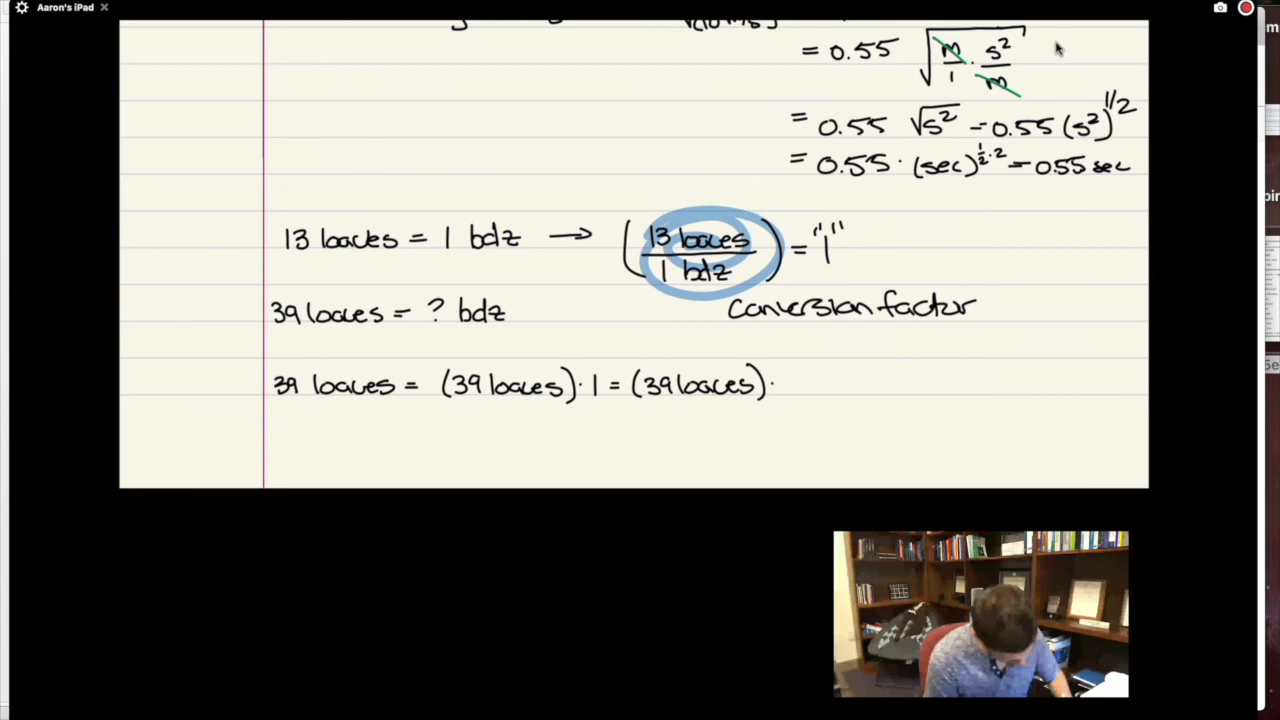 Aaron's iPad
= 0.55 √(m/1 · s²/m)
= 0.55 √s² = 0.55 (s²)^1/2
= 0.55 · (sec)^½·2 = 0.55 sec
13 loaves = 1 bdz → (13 loaves / 1 bdz) = "1"
39 loaves = ? bdz conversion factor
39 loaves = (39 loaves) · 1 = (39 loaves) ·